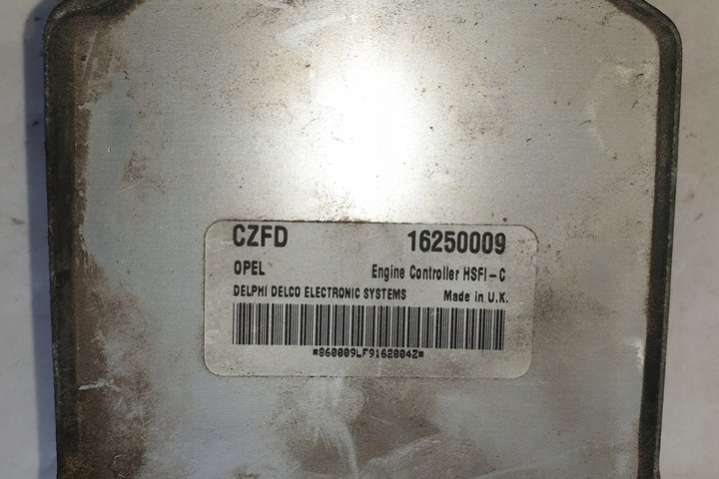 CZFD 16250009
OPEL Engine Controller HSFI-C
DELPHI DELCO ELECTRONIC SYSTEMS Made in U.K.
*860009LF9162804Z*